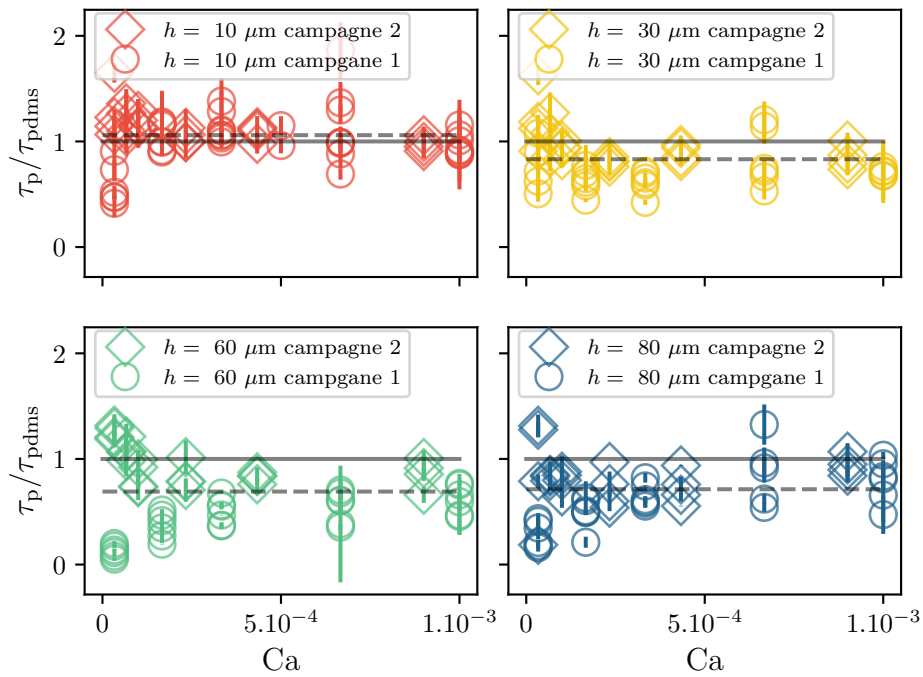 h = 10 μm campagne 2
h = 10 μm campgane 1
h = 30 μm campagne 2
h = 30 μm campgane 1
τp/τpdms
2
1
0
h = 60 μm campagne 2
h = 60 μm campgane 1
h = 80 μm campagne 2
h = 80 μm campgane 1
τp/τpdms
2
1
0
0
5.10⁻⁴
1.10⁻³
0
5.10⁻⁴
1.10⁻³
Ca
Ca